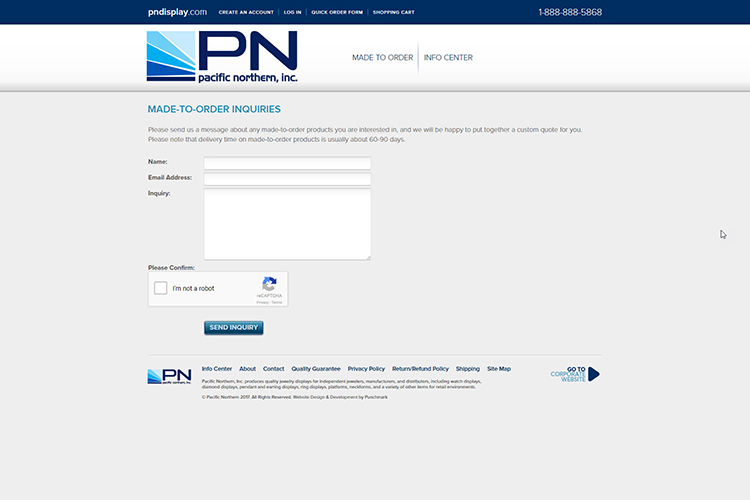 pndisplay.com CREATE AN ACCOUNT LOG IN QUICK ORDER FORM SHOPPING CART 1-888-888-5868
PN
pacific northern, inc.
MADE TO ORDER INFO CENTER
MADE-TO-ORDER INQUIRIES
Please send us a message about any made-to-order products you are interested in, and we will be happy to put together a custom quote for you.
Please note that delivery time on made-to-order products is usually about 60-90 days.
Name:
Email Address:
Inquiry:
Please Confirm:
I'm not a robot
reCAPTCHA
Privacy - Terms
SEND INQUIRY
PN
pacific northern, inc.
Info Center About Contact Quality Guarantee Privacy Policy Return/Refund Policy Shipping Site Map
Pacific Northern, Inc. produces quality jewelry displays for independent jewelers, manufacturers, and distributors, including watch displays,
diamond displays, pendant and earring displays, ring displays, platforms, neckforms, and a variety of other items for retail environments.
© Pacific Northern 2017. All Rights Reserved. Website Design & Development by Punchmark
GO TO
CORPORATE
WEBSITE